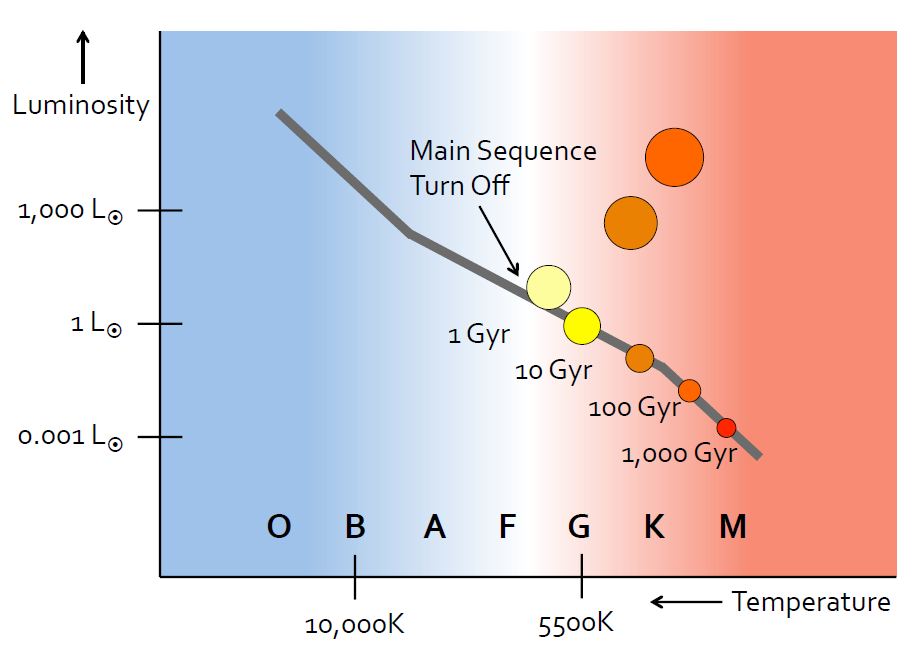 Luminosity
Main Sequence
Turn Off
1,000 L☉
1 L☉
1 Gyr
10 Gyr
100 Gyr
0.001 L☉
1,000 Gyr
O B A F G K M
Temperature
10,000K
5500K